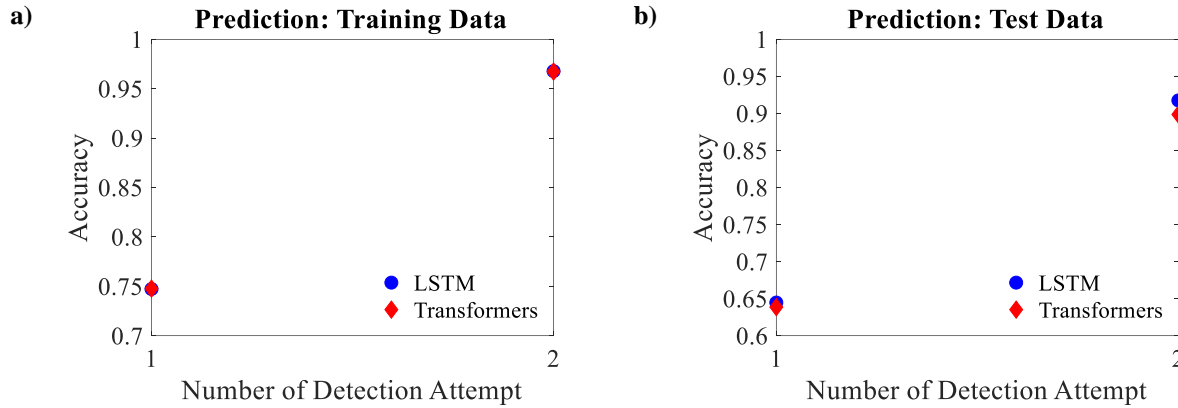 a)
Prediction: Training Data
1
0.95
0.9
0.85
0.8
0.75
0.7
Accuracy
LSTM
Transformers
1
2
Number of Detection Attempt
b)
Prediction: Test Data
1
0.95
0.9
0.85
0.8
0.75
0.7
0.65
0.6
Accuracy
LSTM
Transformers
1
2
Number of Detection Attempt